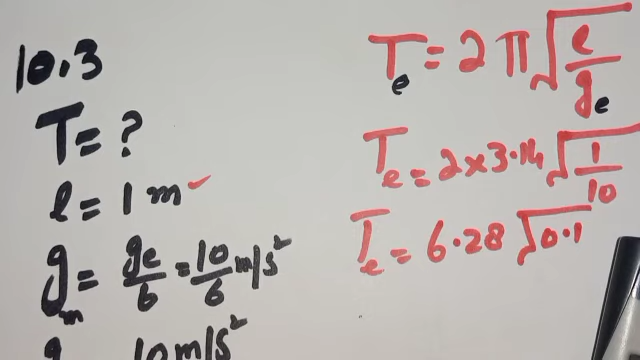 10.3
T = ?
l = 1 m ✓
gm = ge/6 = 10/6 m/s²
10 m/s²
Te = 2π√(l/ge)
Te = 2×3.14√(1/10)
Te = 6.28√0.1